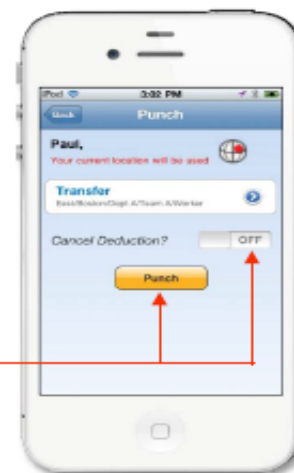 iPod 3:02 PM
Back Punch
Paul,
Your current location will be used
Transfer
East/Boston/Dept A/Team A/Worker
Cancel Deduction? OFF
Punch